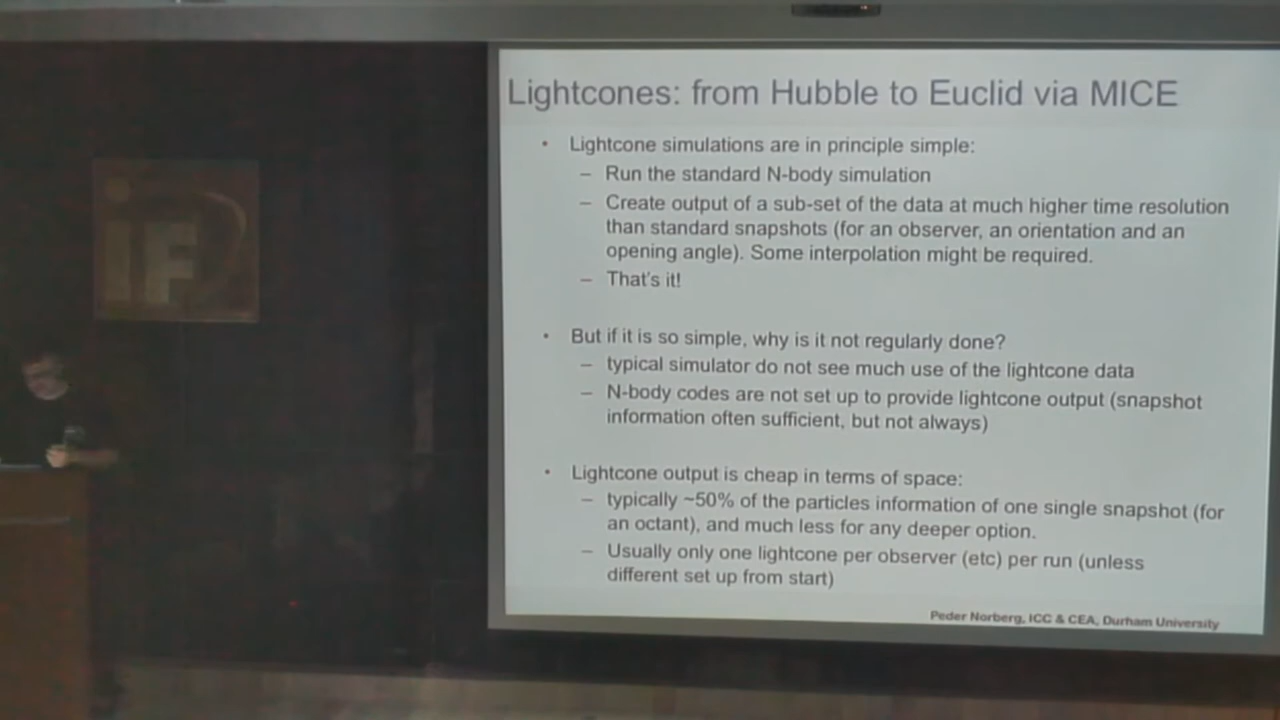 Lightcones: from Hubble to Euclid via MICE
• Lightcone simulations are in principle simple:
– Run the standard N-body simulation
– Create output of a sub-set of the data at much higher time resolution
than standard snapshots (for an observer, an orientation and an
opening angle). Some interpolation might be required.
– That's it!
• But if it is so simple, why is it not regularly done?
– typical simulator do not see much use of the lightcone data
– N-body codes are not set up to provide lightcone output (snapshot
information often sufficient, but not always)
• Lightcone output is cheap in terms of space:
– typically ~50% of the particles information of one single snapshot (for
an octant), and much less for any deeper option.
– Usually only one lightcone per observer (etc) per run (unless
different set up from start)
Peder Norberg, ICC & CEA, Durham University